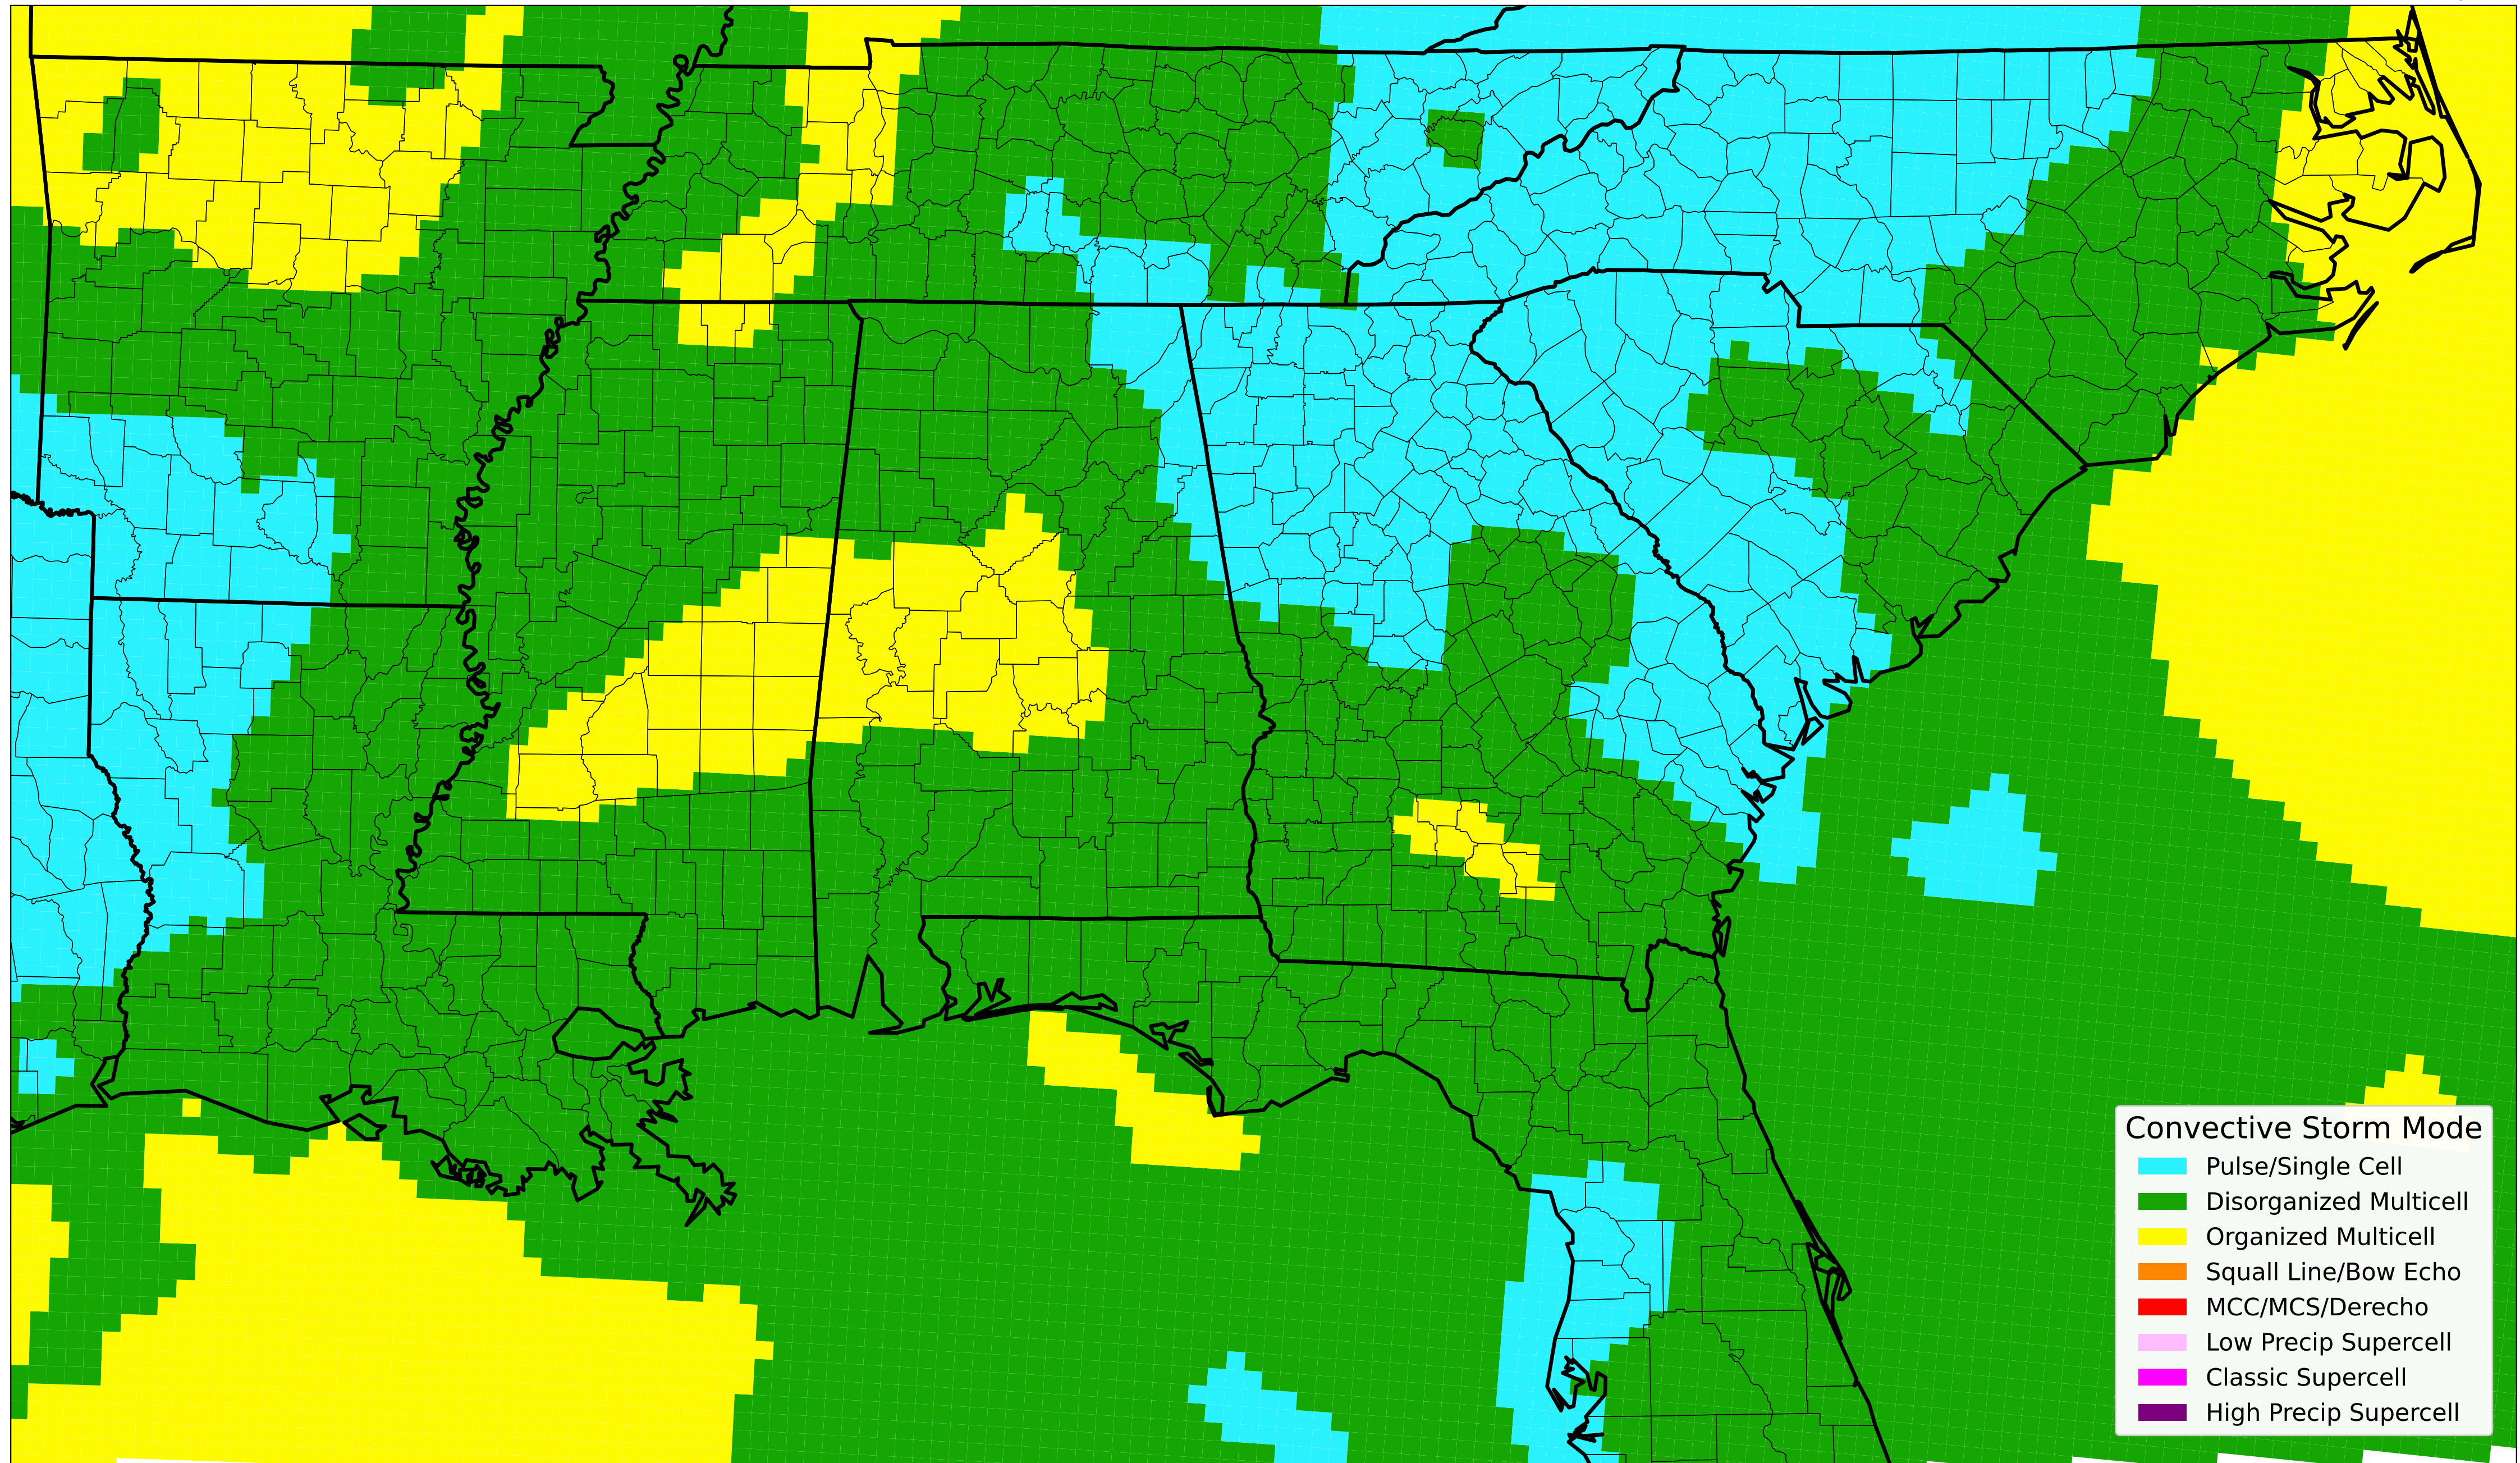 Convective Storm Mode
Pulse/Single Cell
Disorganized Multicell
Organized Multicell
Squall Line/Bow Echo
MCC/MCS/Derecho
Low Precip Supercell
Classic Supercell
High Precip Supercell